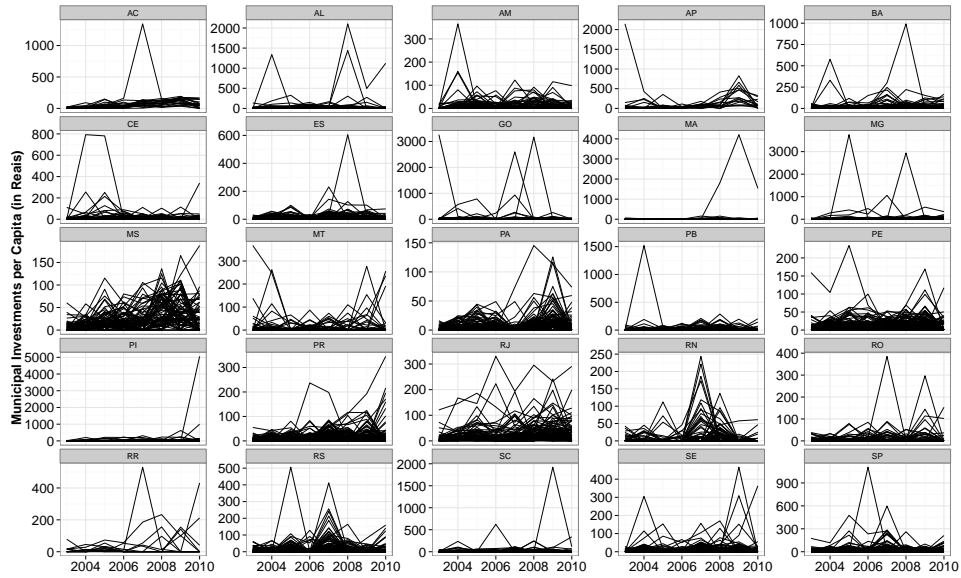 Municipal Investments per Capita (in Reais)
AC AL AM AP BA
1000 500 0
2000 1500 1000 500 0
300 200 100 0
2000 1500 1000 500 0
1000 750 500 250 0
CE ES GO MA MG
800 600 400 200 0
600 400 200 0
3000 2000 1000 0
4000 3000 2000 1000 0
3000 2000 1000 0
MS MT PA PB PE
150 100 50 0
300 200 100 0
150 100 50 0
1500 1000 500 0
200 150 100 50 0
PI PR RJ RN RO
5000 4000 3000 2000 1000 0
300 200 100 0
300 200 100 0
250 200 150 100 50 0
400 300 200 100 0
RR RS SC SE SP
400 200 0
500 400 300 200 100 0
2000 1500 1000 500 0
400 300 200 100 0
900 600 300 0
2004 2006 2008 2010 2004 2006 2008 2010 2004 2006 2008 2010 2004 2006 2008 2010 2004 2006 2008 2010